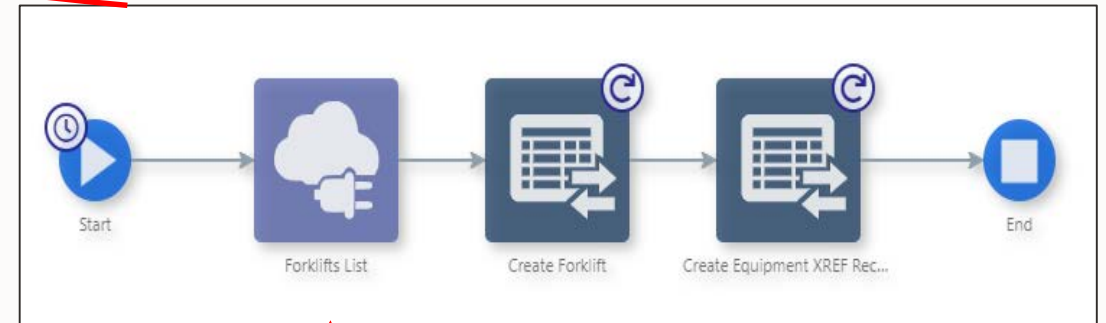 Start
Forklifts List
Create Forklift
Create Equipment XREF Rec...
End